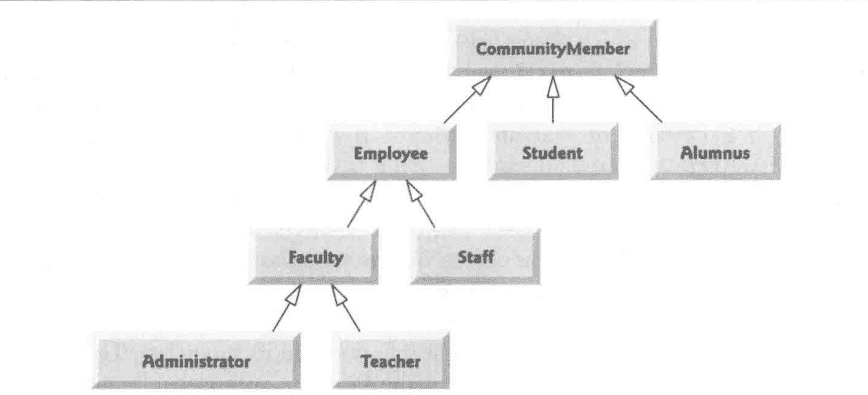 CommunityMember
Employee
Student
Alumnus
Faculty
Staff
Administrator
Teacher